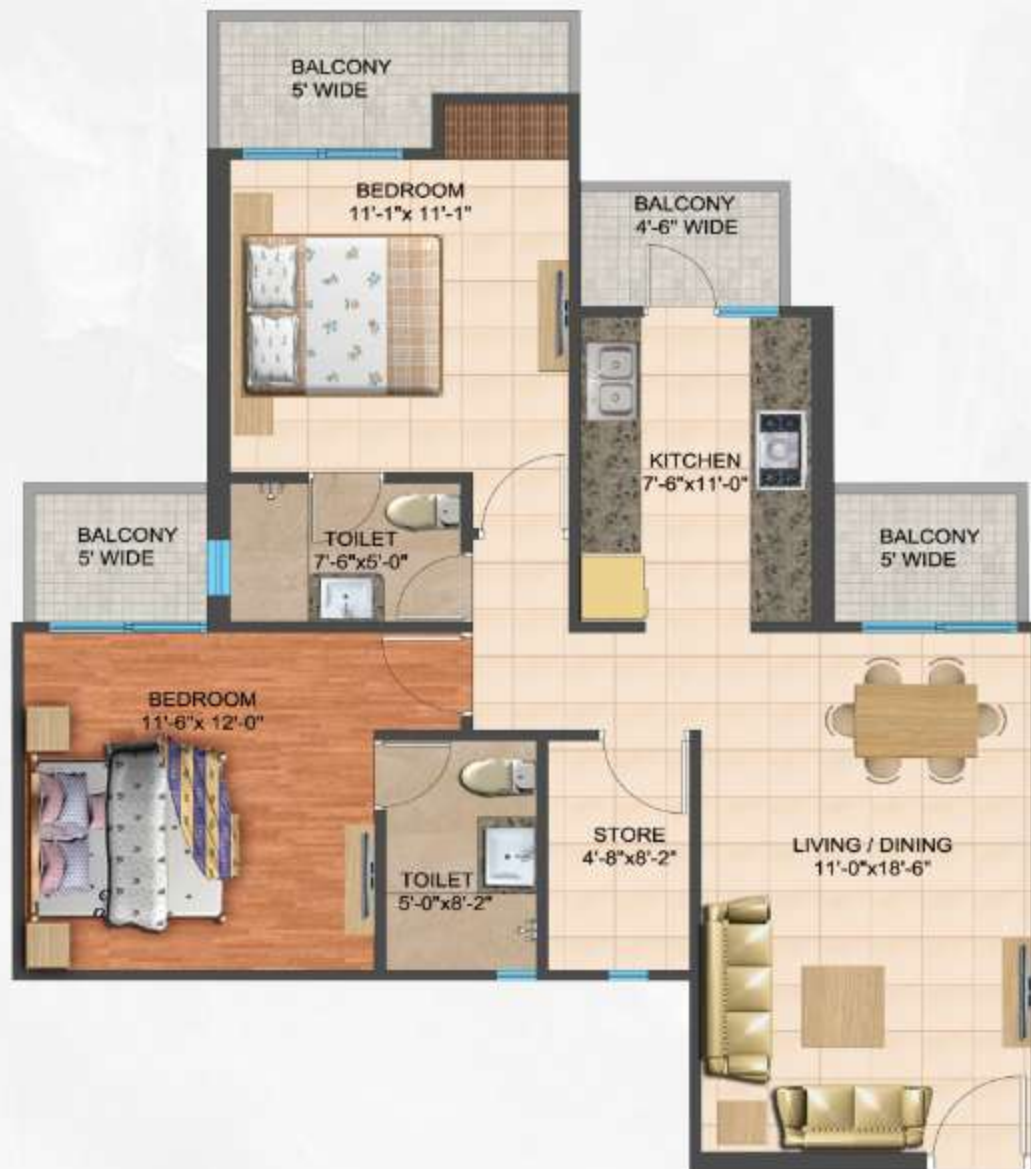 BALCONY
5' WIDE
BEDROOM
11'-1"x 11'-1"
BALCONY
4'-6" WIDE
KITCHEN
7'-6"x11'-0"
BALCONY
5' WIDE
TOILET
7'-6"x5'-0"
BALCONY
5' WIDE
BEDROOM
11'-6"x 12'-0"
STORE
4'-8"x8'-2"
LIVING / DINING
11'-0"x18'-6"
TOILET
5'-0"x8'-2"